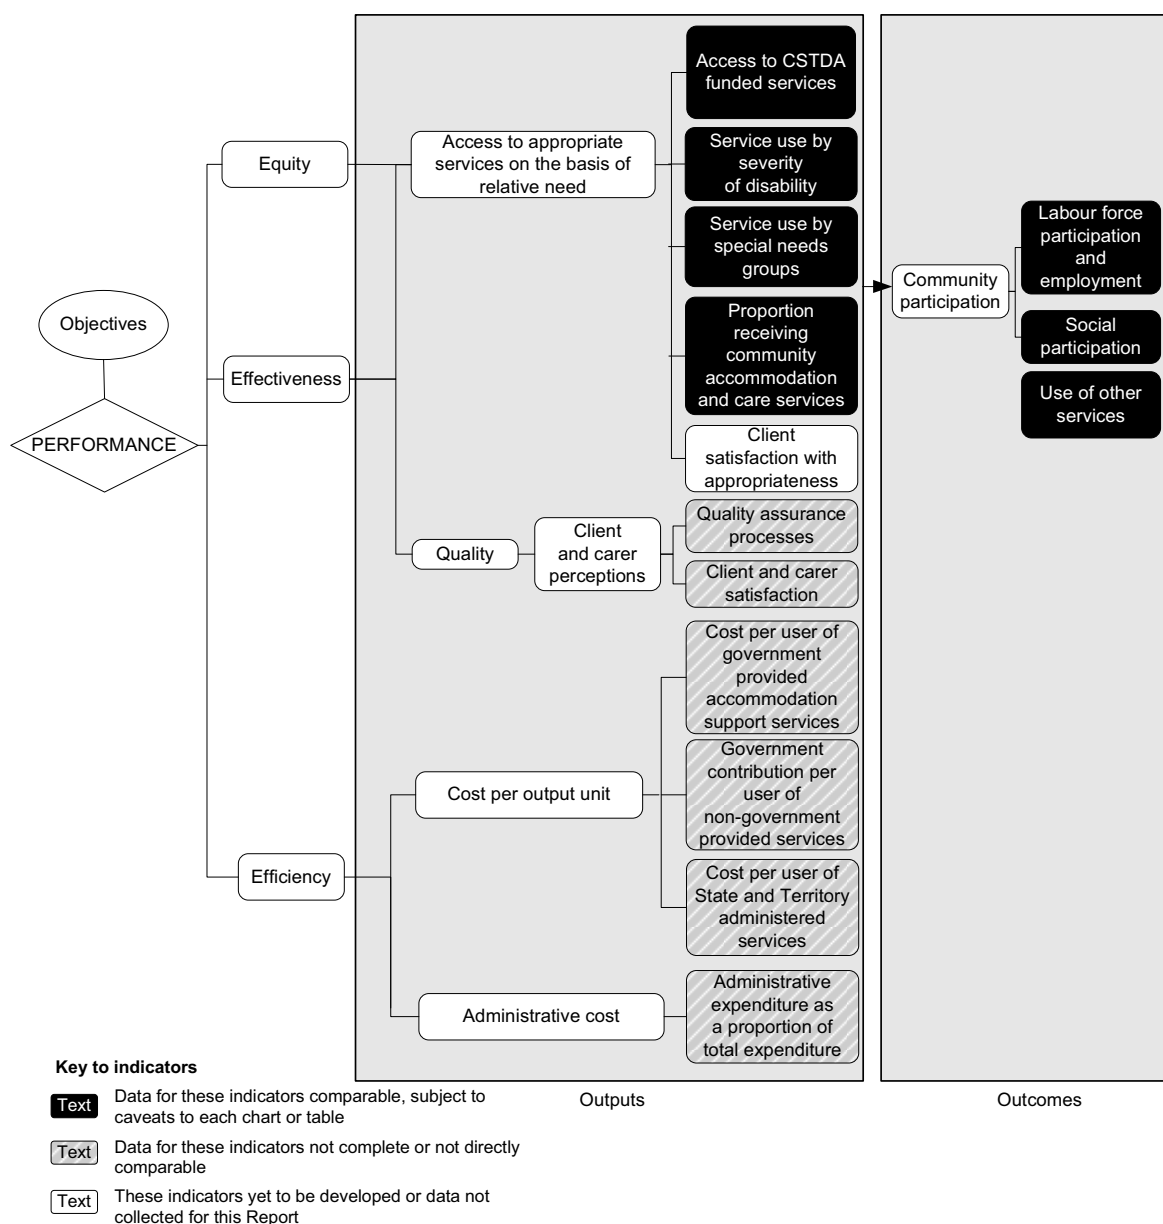 Objectives
PERFORMANCE
Equity
Effectiveness
Efficiency
Access to appropriate
services on the basis of
relative need
Quality
Client
and carer
perceptions
Cost per output unit
Administrative cost
Access to CSTDA
funded services
Service use by
severity
of disability
Service use by
special needs
groups
Proportion
receiving
community
accommodation
and care services
Client
satisfaction with
appropriateness
Quality assurance
processes
Client and carer
satisfaction
Cost per user of
government
provided
accommodation
support services
Government
contribution per
user of
non-government
provided services
Cost per user of
State and Territory
administered
services
Administrative
expenditure as
a proportion of
total expenditure
Community
participation
Labour force
participation
and
employment
Social
participation
Use of other
services
Outputs
Outcomes
Key to indicators
Text
Data for these indicators comparable, subject to
caveats to each chart or table
Text
Data for these indicators not complete or not directly
comparable
Text
These indicators yet to be developed or data not
collected for this Report